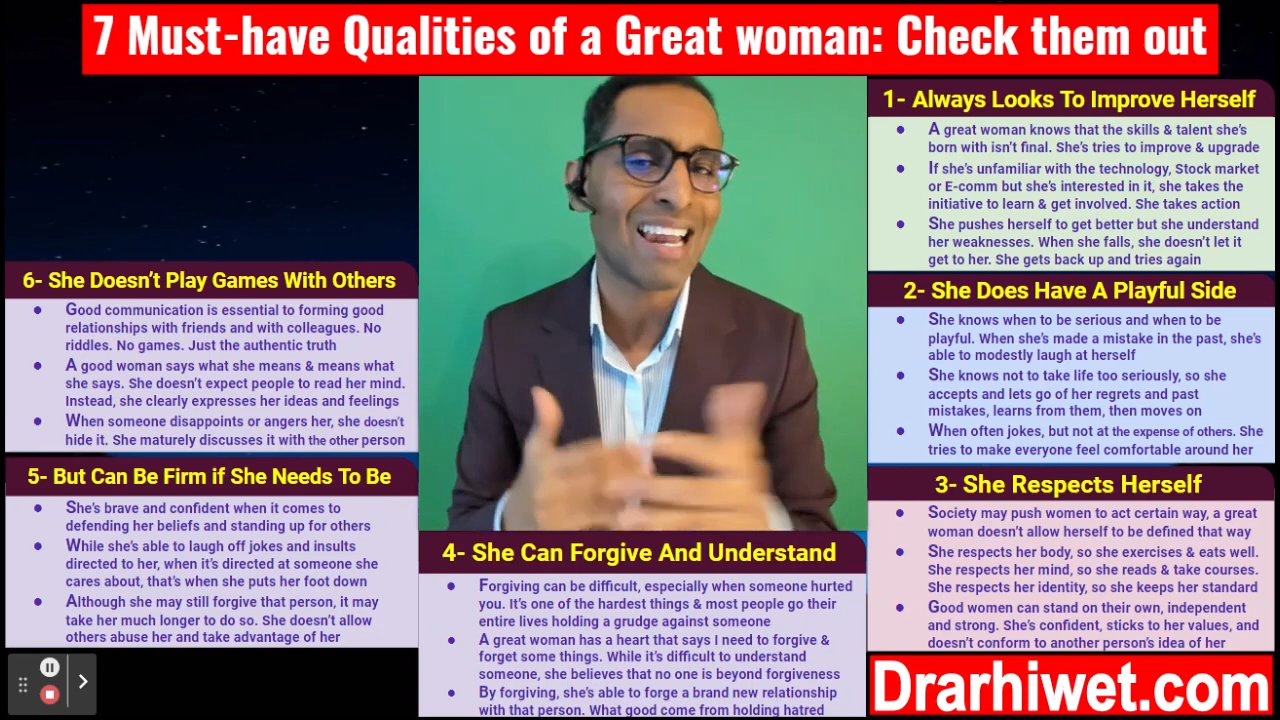 7 Must-have Qualities of a Great woman: Check them out
1- Always Looks To Improve Herself
● A great woman knows that the skills & talent she's
born with isn't final. She's tries to improve & upgrade
● If she's unfamiliar with the technology, Stock market
or E-comm but she's interested in it, she takes the
initiative to learn & get involved. She takes action
● She pushes herself to get better but she understand
her weaknesses. When she falls, she doesn't let it
get to her. She gets back up and tries again
2- She Does Have A Playful Side
● She knows when to be serious and when to be
playful. When she's made a mistake in the past, she's
able to modestly laugh at herself
● She knows not to take life too seriously, so she
accepts and lets go of her regrets and past
mistakes, learns from them, then moves on
● When often jokes, but not at the expense of others. She
tries to make everyone feel comfortable around her
3- She Respects Herself
● Society may push women to act certain way, a great
woman doesn't allow herself to be defined that way
● She respects her body, so she exercises & eats well.
She respects her mind, so she reads & take courses.
She respects her identity, so she keeps her standard
● Good women can stand on their own, independent
and strong. She's confident, sticks to her values, and
doesn't conform to another person's idea of her
4- She Can Forgive And Understand
● Forgiving can be difficult, especially when someone hurted
you. It's one of the hardest things & most people go their
entire lives holding a grudge against someone
● A great woman has a heart that says I need to forgive &
forget some things. While it's difficult to understand
someone, she believes that no one is beyond forgiveness
● By forgiving, she's able to forge a brand new relationship
with that person. What good come from holding hatred
5- But Can Be Firm if She Needs To Be
● She's brave and confident when it comes to
defending her beliefs and standing up for others
● While she's able to laugh off jokes and insults
directed to her, when it's directed at someone she
cares about, that's when she puts her foot down
● Although she may still forgive that person, it may
take her much longer to do so. She doesn't allow
others abuse her and take advantage of her
6- She Doesn't Play Games With Others
● Good communication is essential to forming good
relationships with friends and with colleagues. No
riddles. No games. Just the authentic truth
● A good woman says what she means & means what
she says. She doesn't expect people to read her mind.
Instead, she clearly expresses her ideas and feelings
● When someone disappoints or angers her, she doesn't
hide it. She maturely discusses it with the other person
Drarhiwet.com